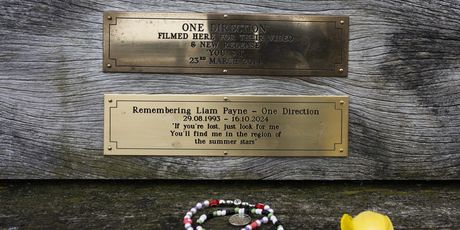 ONE DIRECTION
FILMED HERE FOR THEIR VIDEO
& NEW RELEASE
"YOU
23RD MARCH
Remembering Liam Payne – One Direction
29.08.1993 – 16.10.2024
"If you're lost, just look for me
You'll find me in the region of
the summer stars"